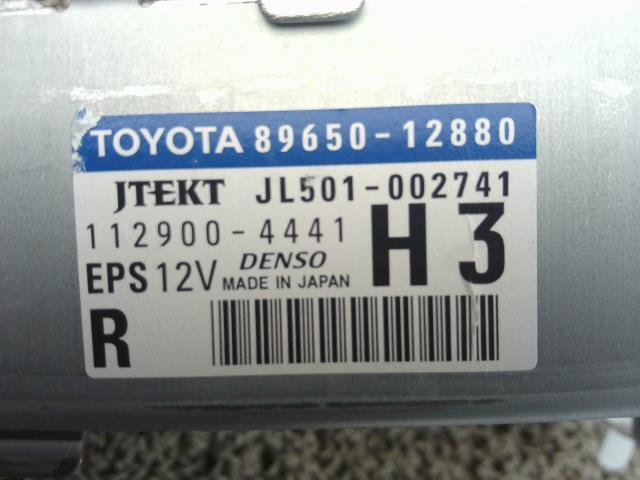 TOYOTA 89650-12880
JTEKT JL501-002741
112900-4441
H3
EPS 12V DENSO
MADE IN JAPAN
R